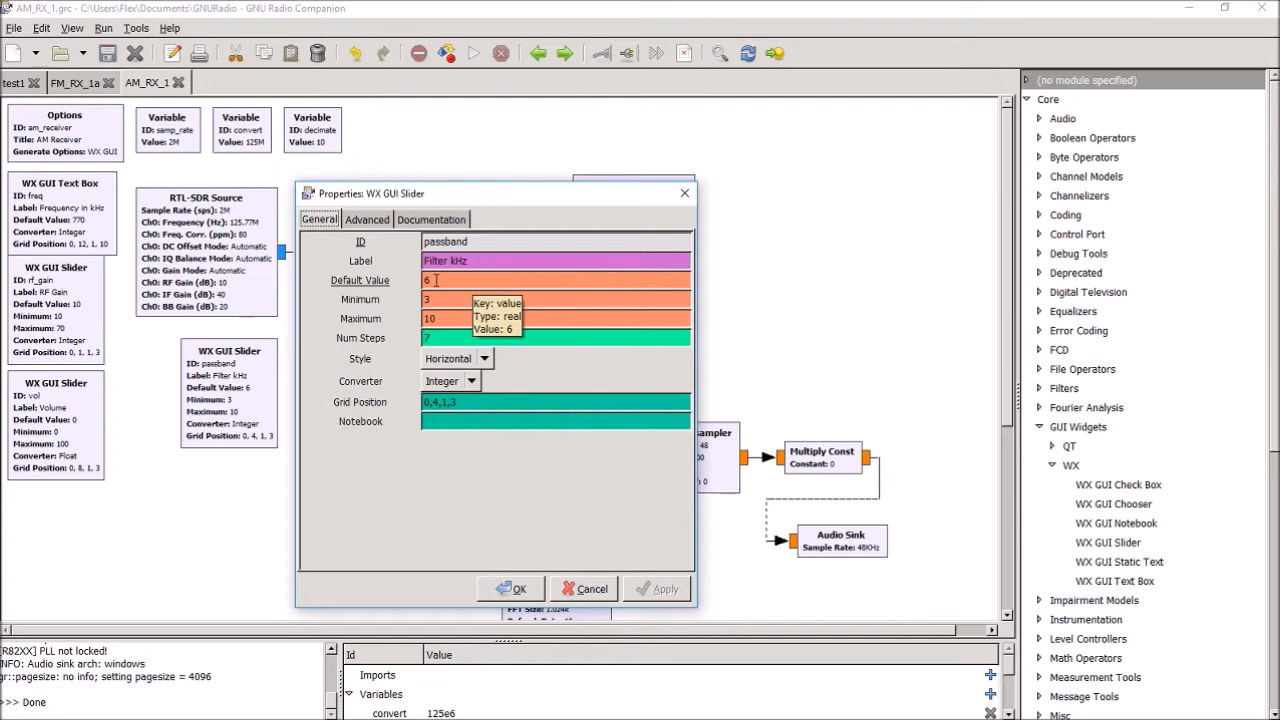 AM_RX_1.grc - C:\Users\Flex\Documents\GNURadio - GNU Radio Companion
File Edit View Run Tools Help
test1 FM_RX_1a AM_RX_1
Options
ID: am_receiver
Title: AM Receiver
Generate Options: WX GUI
Variable
ID: samp_rate
Value: 2M
Variable
ID: convert
Value: 125M
Variable
ID: decimate
Value: 10
WX GUI Text Box
ID: freq
Label: Frequency in kHz
Default Value: 770
Converter: Integer
Grid Position: 0, 12, 1, 10
WX GUI Slider
ID: rf_gain
Label: RF Gain
Default Value: 10
Minimum: 10
Maximum: 70
Converter: Integer
Grid Position: 0, 1, 1, 3
WX GUI Slider
ID: vol
Label: Volume
Default Value: 0
Minimum: 0
Maximum: 100
Converter: Float
Grid Position: 0, 8, 1, 3
RTL-SDR Source
Sample Rate (sps): 2M
Ch0: Frequency (Hz): 125.77M
Ch0: Freq. Corr. (ppm): 80
Ch0: DC Offset Mode: Automatic
Ch0: IQ Balance Mode: Automatic
Ch0: Gain Mode: Automatic
Ch0: RF Gain (dB): 10
Ch0: IF Gain (dB): 40
Ch0: BB Gain (dB): 20
WX GUI Slider
ID: passband
Label: Filter kHz
Default Value: 6
Minimum: 3
Maximum: 10
Converter: Integer
Grid Position: 0, 4, 1, 3
Properties: WX GUI Slider
General Advanced Documentation
ID passband
Label Filter kHz
Default Value 6
Minimum 3
Maximum 10
Num Steps 7
Style Horizontal
Converter Integer
Grid Position 0,4,1,3
Notebook
Key: value
Type: real
Value: 6
OK Cancel Apply
sampler
48
00
: 0
Multiply Const
Constant: 0
Audio Sink
Sample Rate: 48KHz
FFT Size: 1.024k
(no module specified)
Core
Audio
Boolean Operators
Byte Operators
Channel Models
Channelizers
Coding
Control Port
Debug Tools
Deprecated
Digital Television
Equalizers
Error Coding
FCD
File Operators
Filters
Fourier Analysis
GUI Widgets
QT
WX
WX GUI Check Box
WX GUI Chooser
WX GUI Notebook
WX GUI Slider
WX GUI Static Text
WX GUI Text Box
Impairment Models
Instrumentation
Level Controllers
Math Operators
Measurement Tools
Message Tools
Misc
[R82XX] PLL not locked!
INFO: Audio sink arch: windows
gr::pagesize: no info; setting pagesize = 4096
>>> Done
Id Value
Imports
Variables
convert 125e6